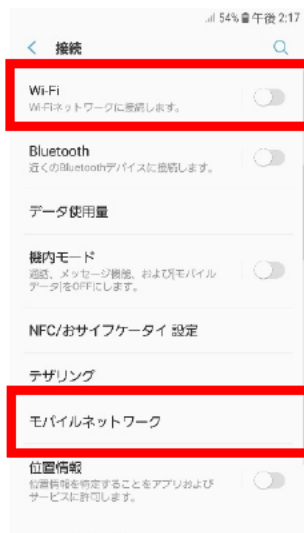 54% 午後 2:17
接続
Wi-Fi
Wi-Fiネットワークに接続します。
Bluetooth
近くのBluetoothデバイスに接続します。
データ使用量
機内モード
通話、メッセージ機能、および[モバイル
データ]をOFFにします。
NFC/おサイフケータイ 設定
テザリング
モバイルネットワーク
位置情報
位置情報を特定することをアプリおよび
サービスに許可します。